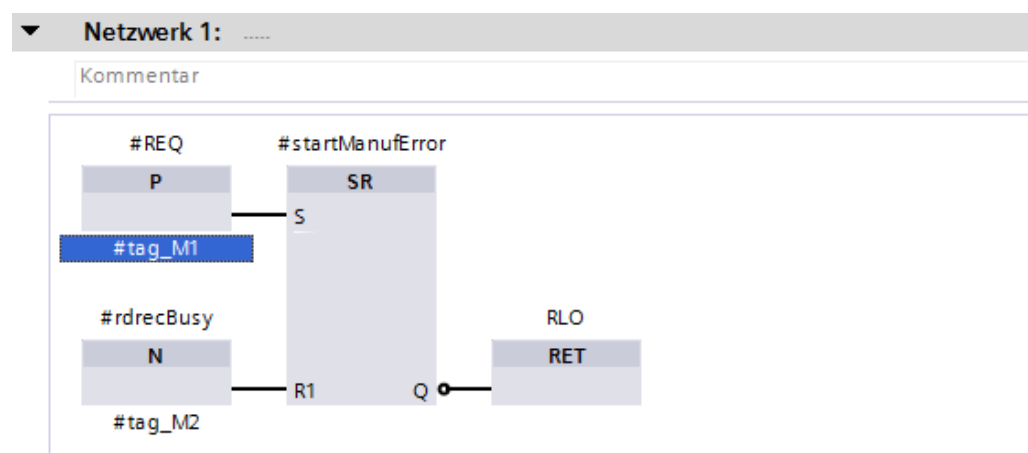 Netzwerk 1: .....
Kommentar
#REQ #startManufError
P SR
S
#tag_M1
#rdrecBusy RLO
N RET
R1 Q
#tag_M2